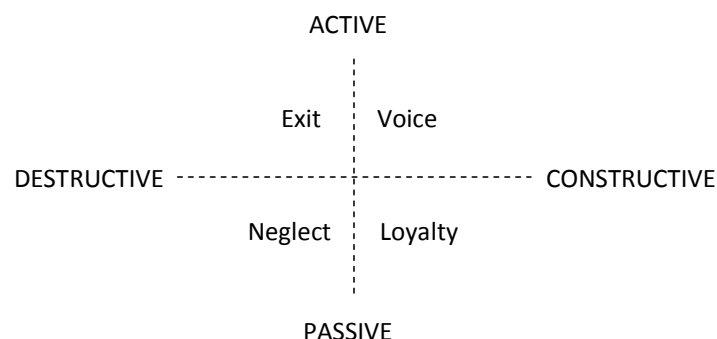 ACTIVE
Exit Voice
DESTRUCTIVE CONSTRUCTIVE
Neglect Loyalty
PASSIVE